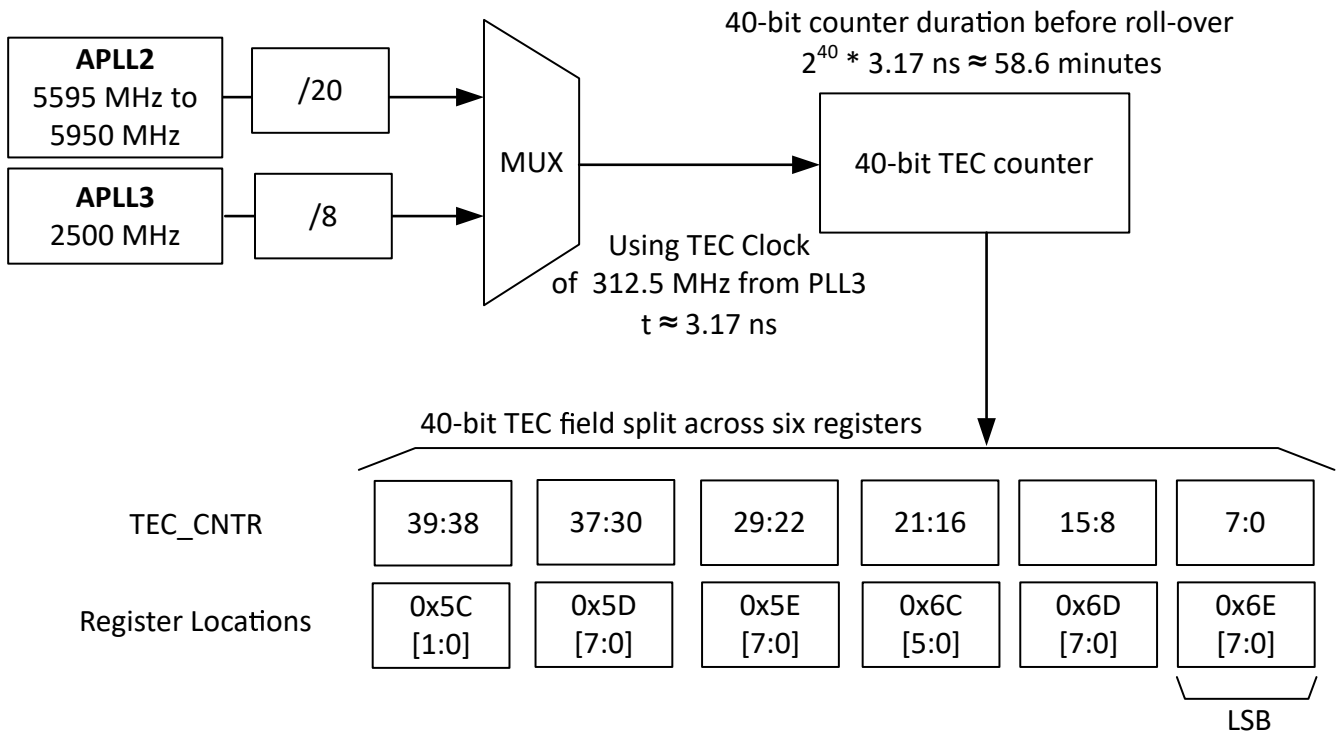 APLL2
5595 MHz to
5950 MHz
/20
APLL3
2500 MHz
/8
MUX
40-bit counter duration before roll-over
2^40 * 3.17 ns ≈ 58.6 minutes
40-bit TEC counter
Using TEC Clock
of 312.5 MHz from PLL3
t ≈ 3.17 ns
40-bit TEC field split across six registers
TEC_CNTR
39:38
37:30
29:22
21:16
15:8
7:0
Register Locations
0x5C
[1:0]
0x5D
[7:0]
0x5E
[7:0]
0x6C
[5:0]
0x6D
[7:0]
0x6E
[7:0]
LSB